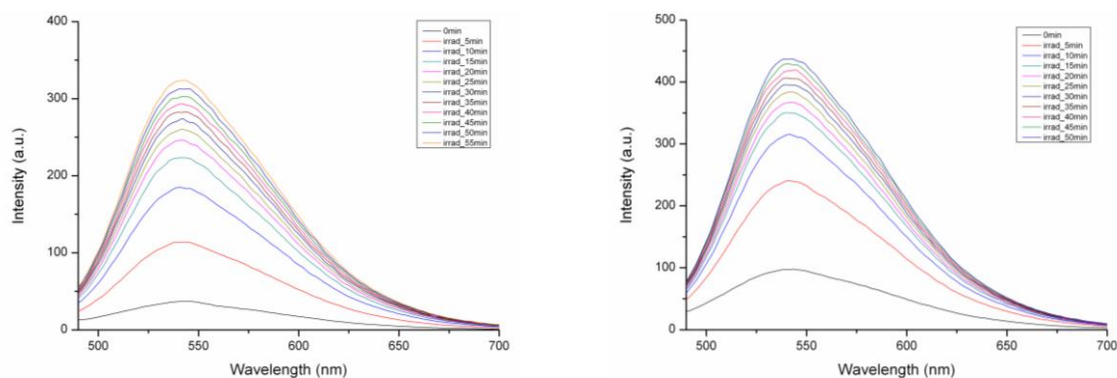 400
300
200
100
0
Intensity (a.u.)
500
550
600
650
700
Wavelength (nm)
0min
irrad_5min
irrad_10min
irrad_15min
irrad_20min
irrad_25min
irrad_30min
irrad_35min
irrad_40min
irrad_45min
irrad_50min
irrad_55min
500
400
300
200
100
0
Intensity (a.u.)
500
550
600
650
700
Wavelength (nm)
0min
irrad_5min
irrad_10min
irrad_15min
irrad_20min
irrad_25min
irrad_30min
irrad_35min
irrad_40min
irrad_45min
irrad_50min